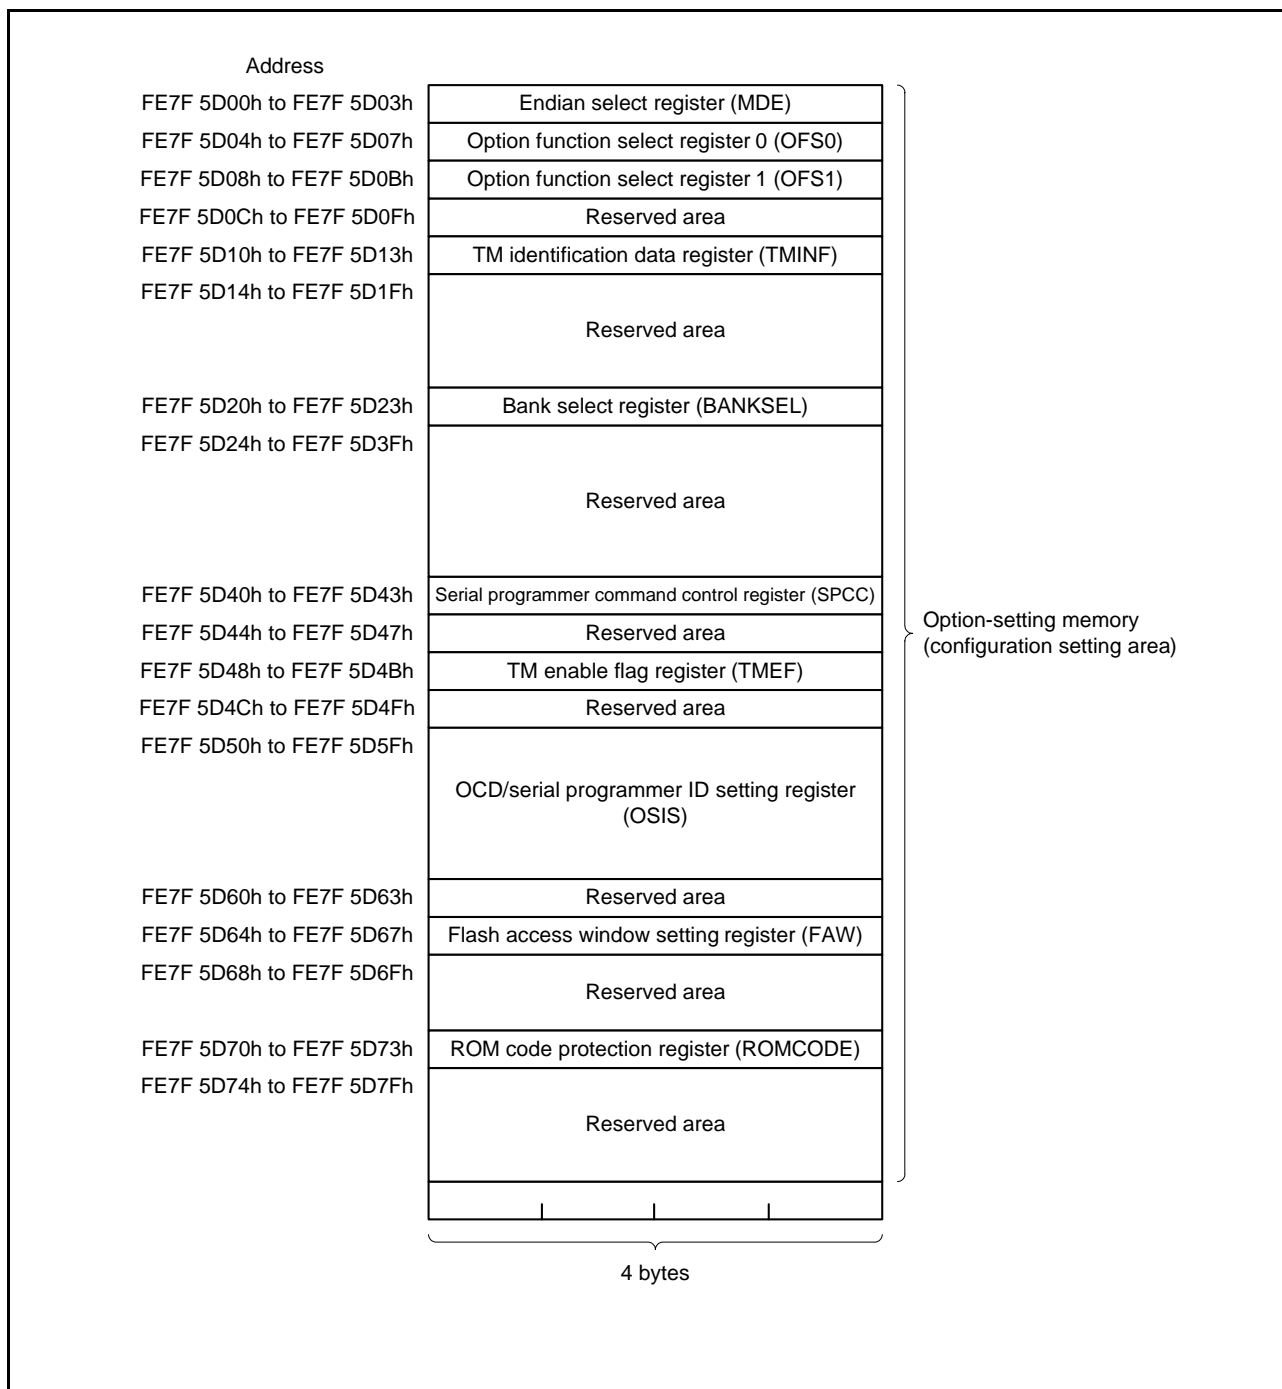 Address
FE7F 5D00h to FE7F 5D03h Endian select register (MDE)
FE7F 5D04h to FE7F 5D07h Option function select register 0 (OFS0)
FE7F 5D08h to FE7F 5D0Bh Option function select register 1 (OFS1)
FE7F 5D0Ch to FE7F 5D0Fh Reserved area
FE7F 5D10h to FE7F 5D13h TM identification data register (TMINF)
FE7F 5D14h to FE7F 5D1Fh
Reserved area
FE7F 5D20h to FE7F 5D23h Bank select register (BANKSEL)
FE7F 5D24h to FE7F 5D3Fh
Reserved area
FE7F 5D40h to FE7F 5D43h Serial programmer command control register (SPCC)
FE7F 5D44h to FE7F 5D47h Reserved area
Option-setting memory
(configuration setting area)
FE7F 5D48h to FE7F 5D4Bh TM enable flag register (TMEF)
FE7F 5D4Ch to FE7F 5D4Fh Reserved area
FE7F 5D50h to FE7F 5D5Fh
OCD/serial programmer ID setting register
(OSIS)
FE7F 5D60h to FE7F 5D63h Reserved area
FE7F 5D64h to FE7F 5D67h Flash access window setting register (FAW)
FE7F 5D68h to FE7F 5D6Fh
Reserved area
FE7F 5D70h to FE7F 5D73h ROM code protection register (ROMCODE)
FE7F 5D74h to FE7F 5D7Fh
Reserved area
4 bytes